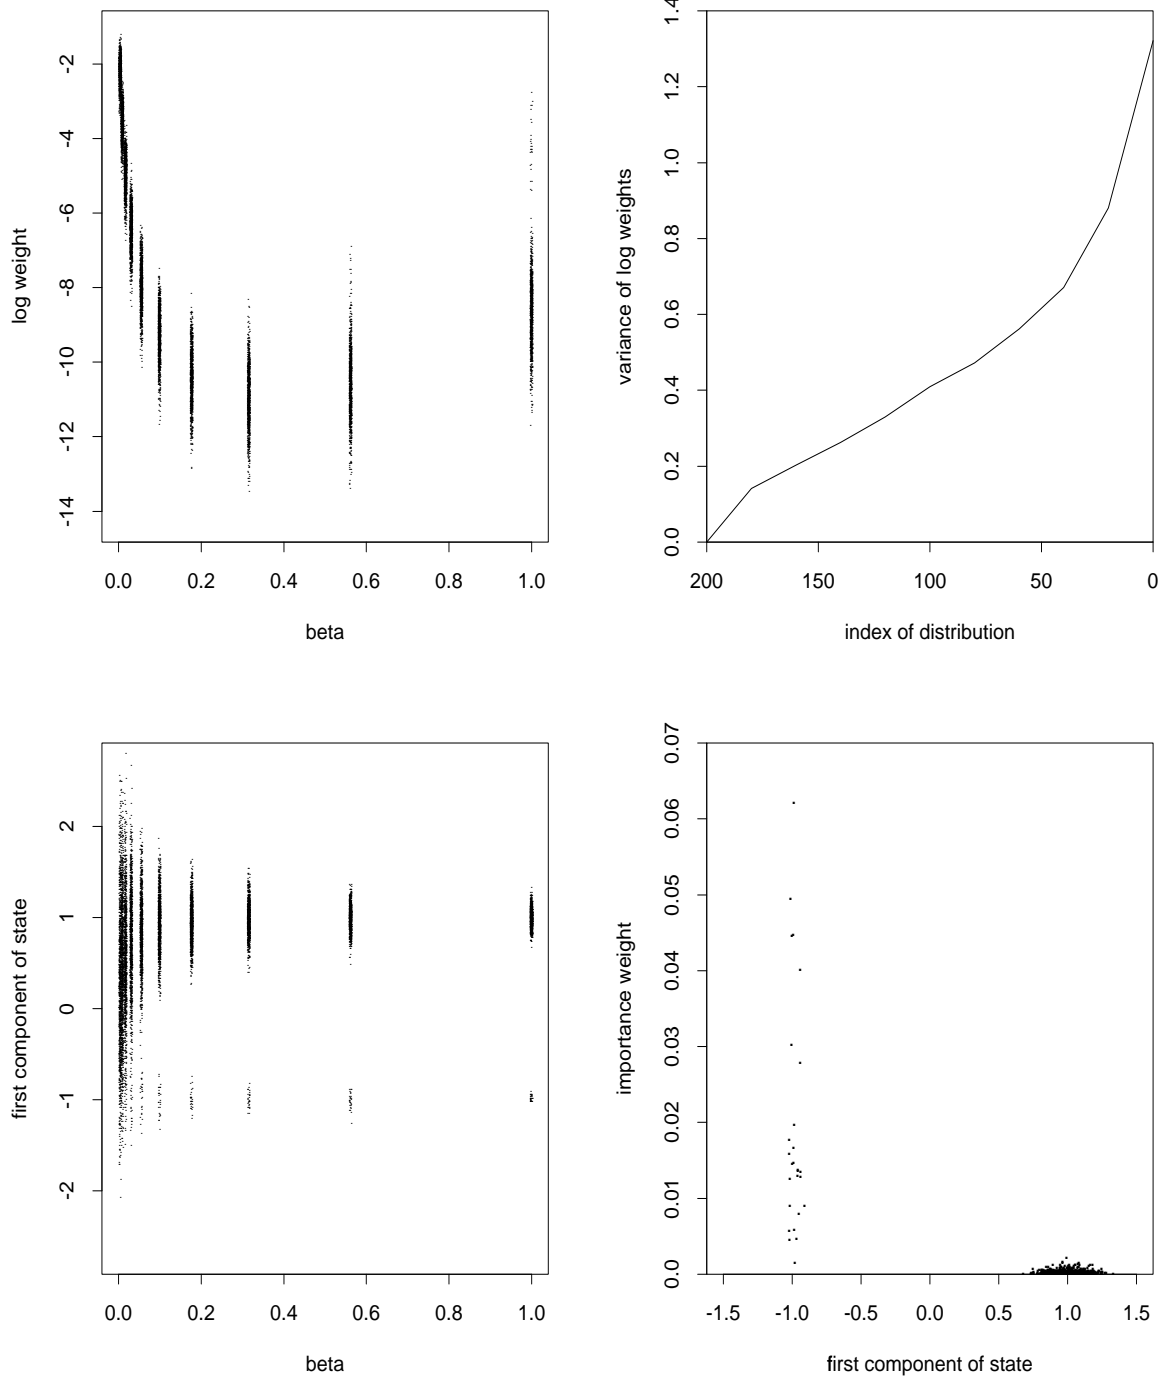 -2
-4
-6
-8
-10
-12
-14
log weight
0.0 0.2 0.4 0.6 0.8 1.0
beta
1.4
1.2
1.0
0.8
0.6
0.4
0.2
0.0
variance of log weights
200 150 100 50 0
index of distribution
2
1
0
-1
-2
first component of state
0.0 0.2 0.4 0.6 0.8 1.0
beta
0.07
0.06
0.05
0.04
0.03
0.02
0.01
0.0
importance weight
-1.5 -1.0 -0.5 0.0 0.5 1.0 1.5
first component of state